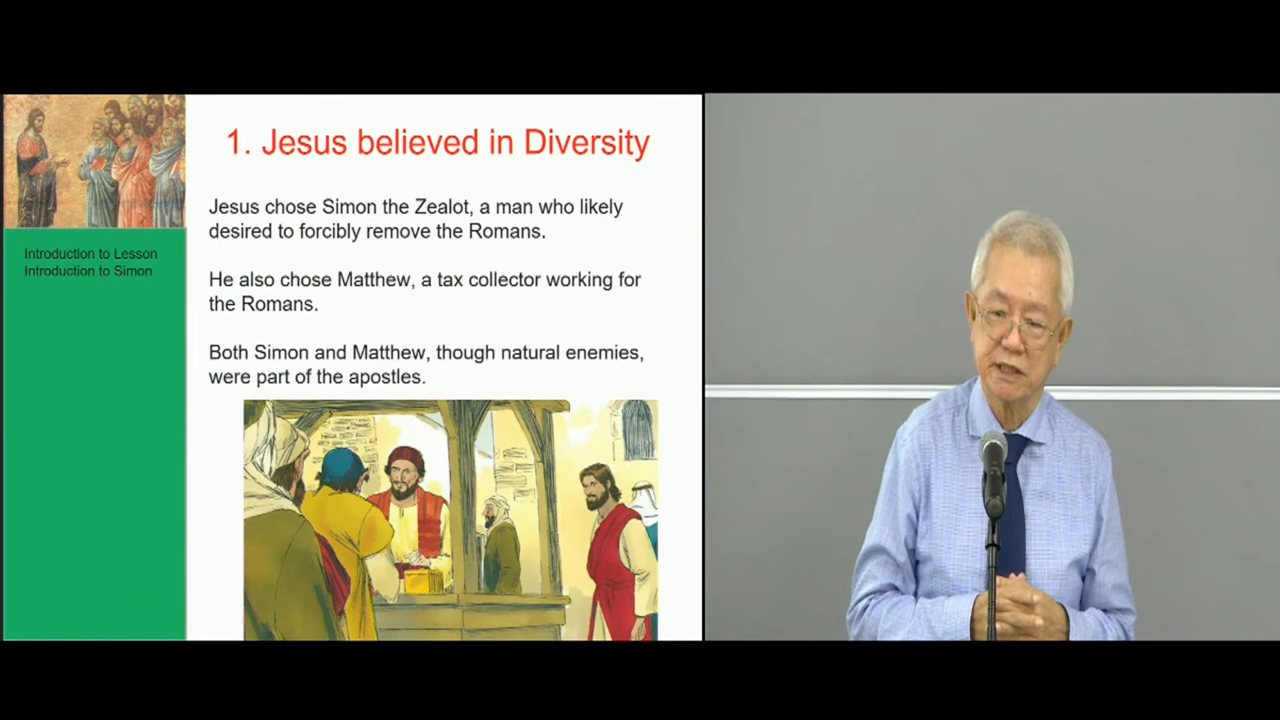 1. Jesus believed in Diversity
Jesus chose Simon the Zealot, a man who likely
desired to forcibly remove the Romans.
He also chose Matthew, a tax collector working for
the Romans.
Both Simon and Matthew, though natural enemies,
were part of the apostles.
Introduction to Lesson
Introduction to Simon